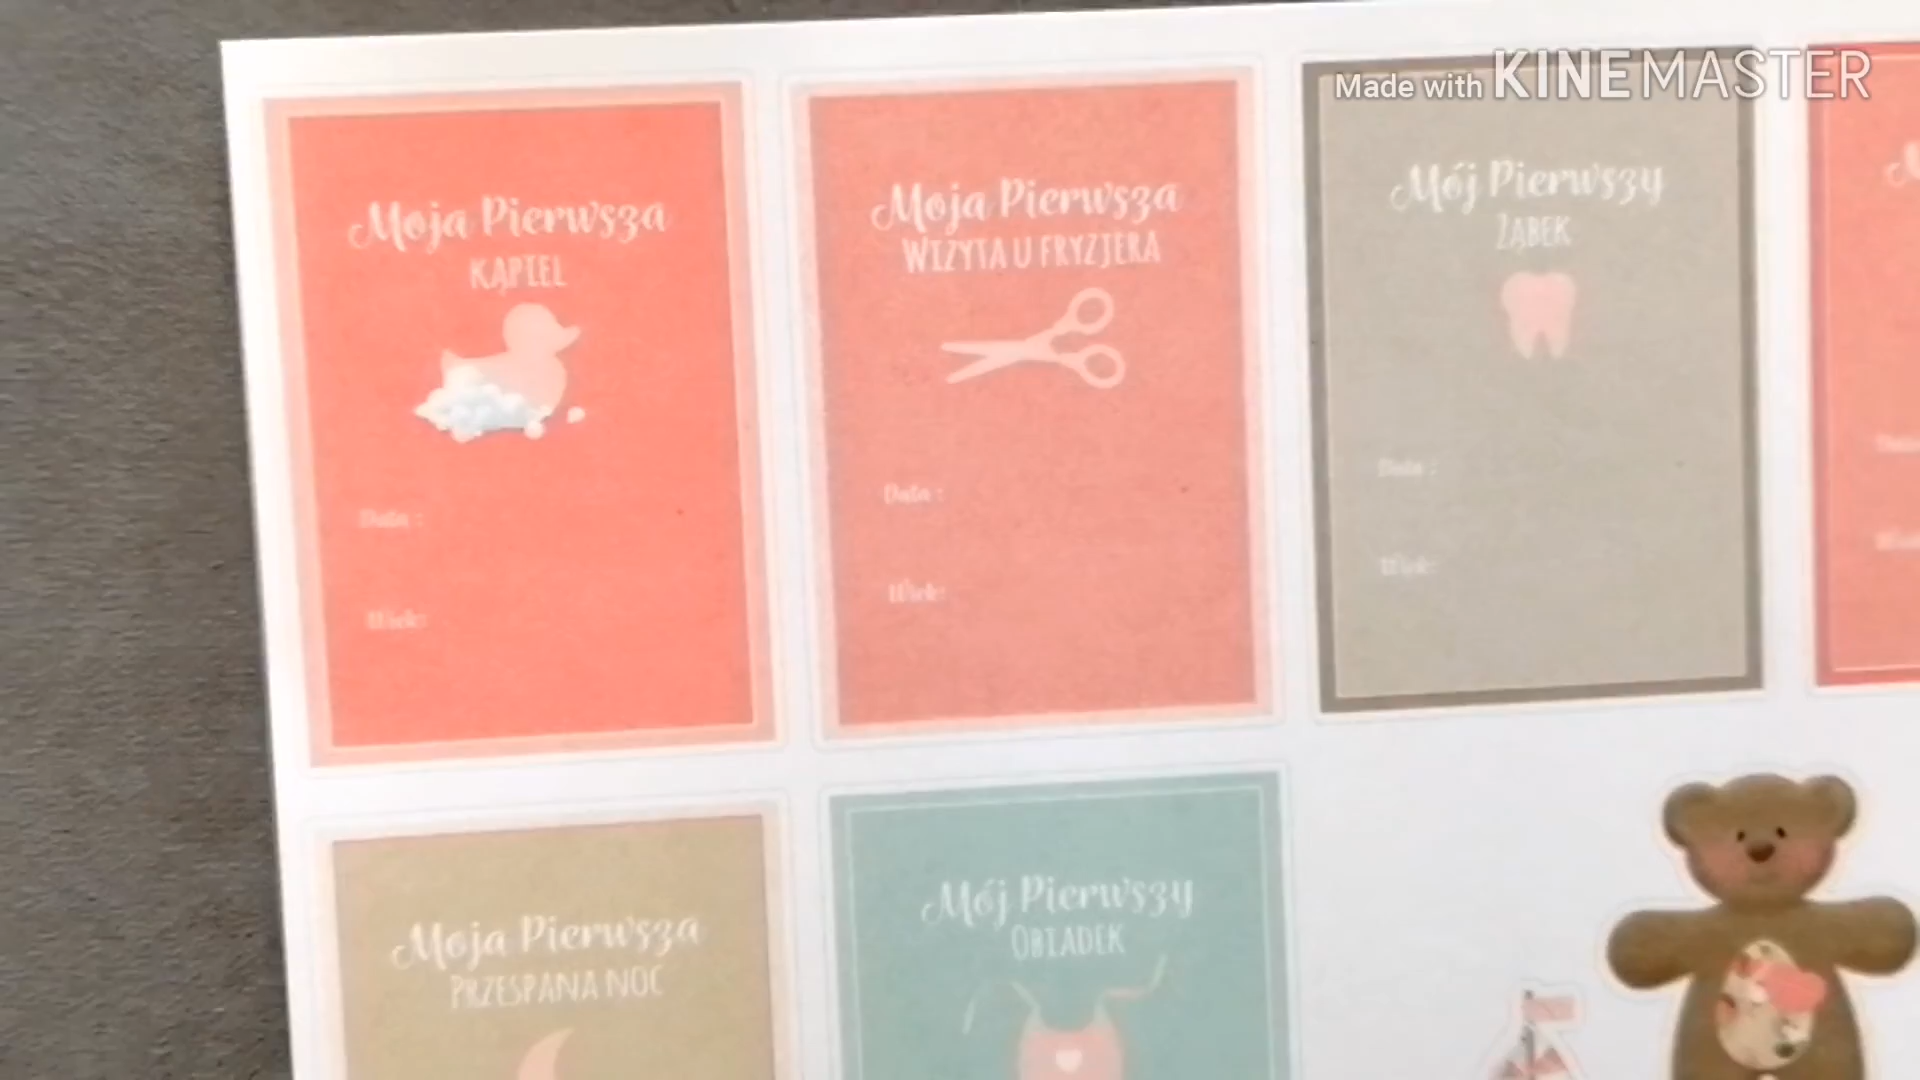 Made with KINEMASTER
Moja Pierwsza
KĄPIEL
Data :
Wiek:
Moja Pierwsza
WIZYTA U FRYZJERA
Data :
Wiek:
Mój Pierwszy
ZĄBEK
Data :
Wiek:
Moja Pierwsza
PRZESPANA NOC
Mój Pierwszy
OBIADEK